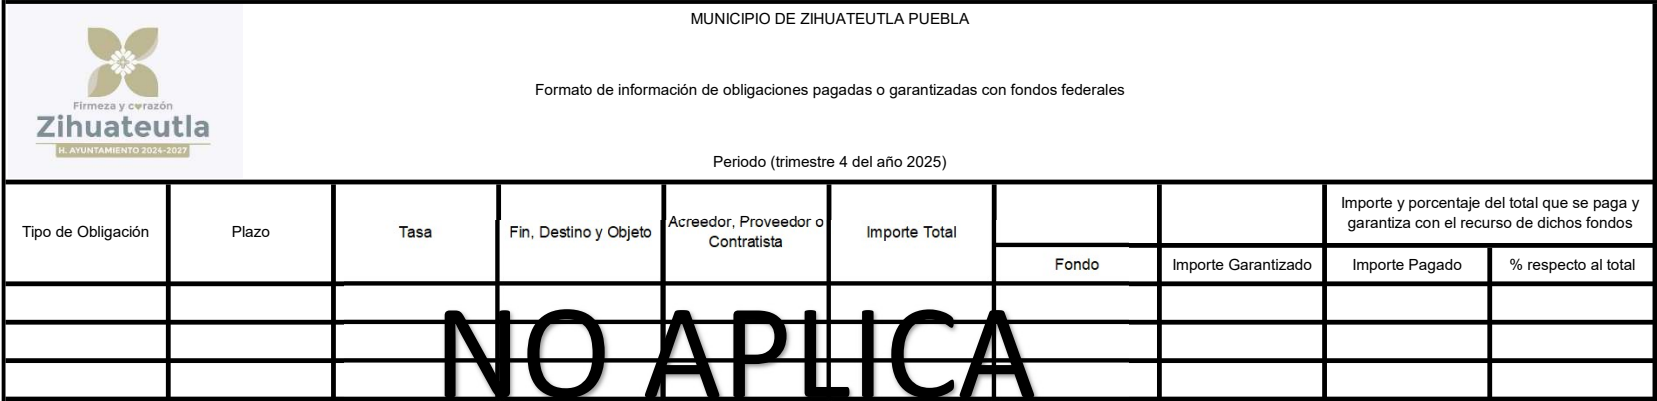 MUNICIPIO DE ZIHUATEUTLA PUEBLA
Firmeza y corazón
Zihuateutla
H. AYUNTAMIENTO 2024-2027
Formato de información de obligaciones pagadas o garantizadas con fondos federales
Periodo (trimestre 4 del año 2025)
Tipo de Obligación
Plazo
Tasa
Fin, Destino y Objeto
Acreedor, Proveedor o
Contratista
Importe Total
Fondo
Importe Garantizado
Importe y porcentaje del total que se paga y
garantiza con el recurso de dichos fondos
Importe Pagado
% respecto al total
NO APLICA